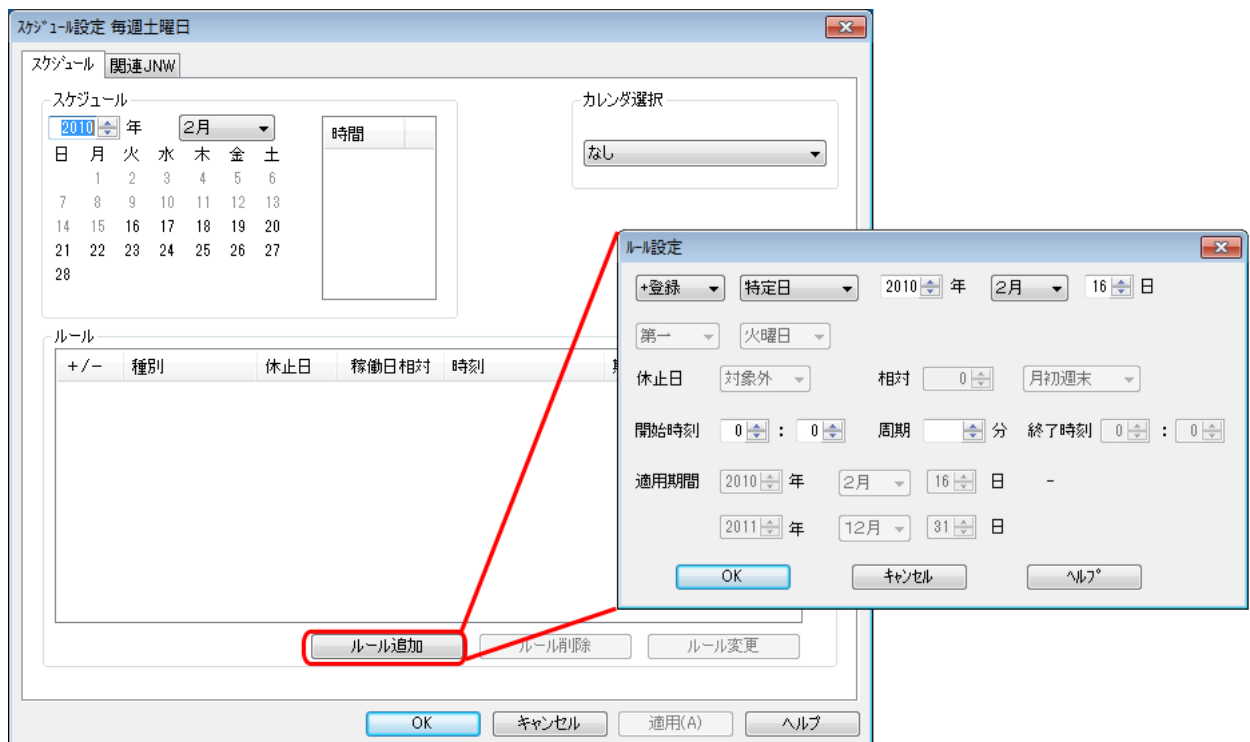 ｽｹｼﾞｭｰﾙ設定 毎週土曜日
スケジュール 関連JNW
スケジュール
2010 年 2月
日 月 火 水 木 金 土
1 2 3 4 5 6
7 8 9 10 11 12 13
14 15 16 17 18 19 20
21 22 23 24 25 26 27
28
時間
カレンダ選択
なし
ルール
+/- 種別 休止日 稼働日相対 時刻
ルール追加 ルール削除 ルール変更
OK キャンセル 適用(A) ヘルプ
ﾙｰﾙ設定
+登録 特定日 2010 年 2月 16 日
第一 火曜日
休止日 対象外 相対 0 月初週末
開始時刻 0 : 0 周期 分 終了時刻 0 : 0
適用期間 2010 年 2月 16 日 -
2011 年 12月 31 日
OK ｷｬﾝｾﾙ ﾍﾙﾌﾟ